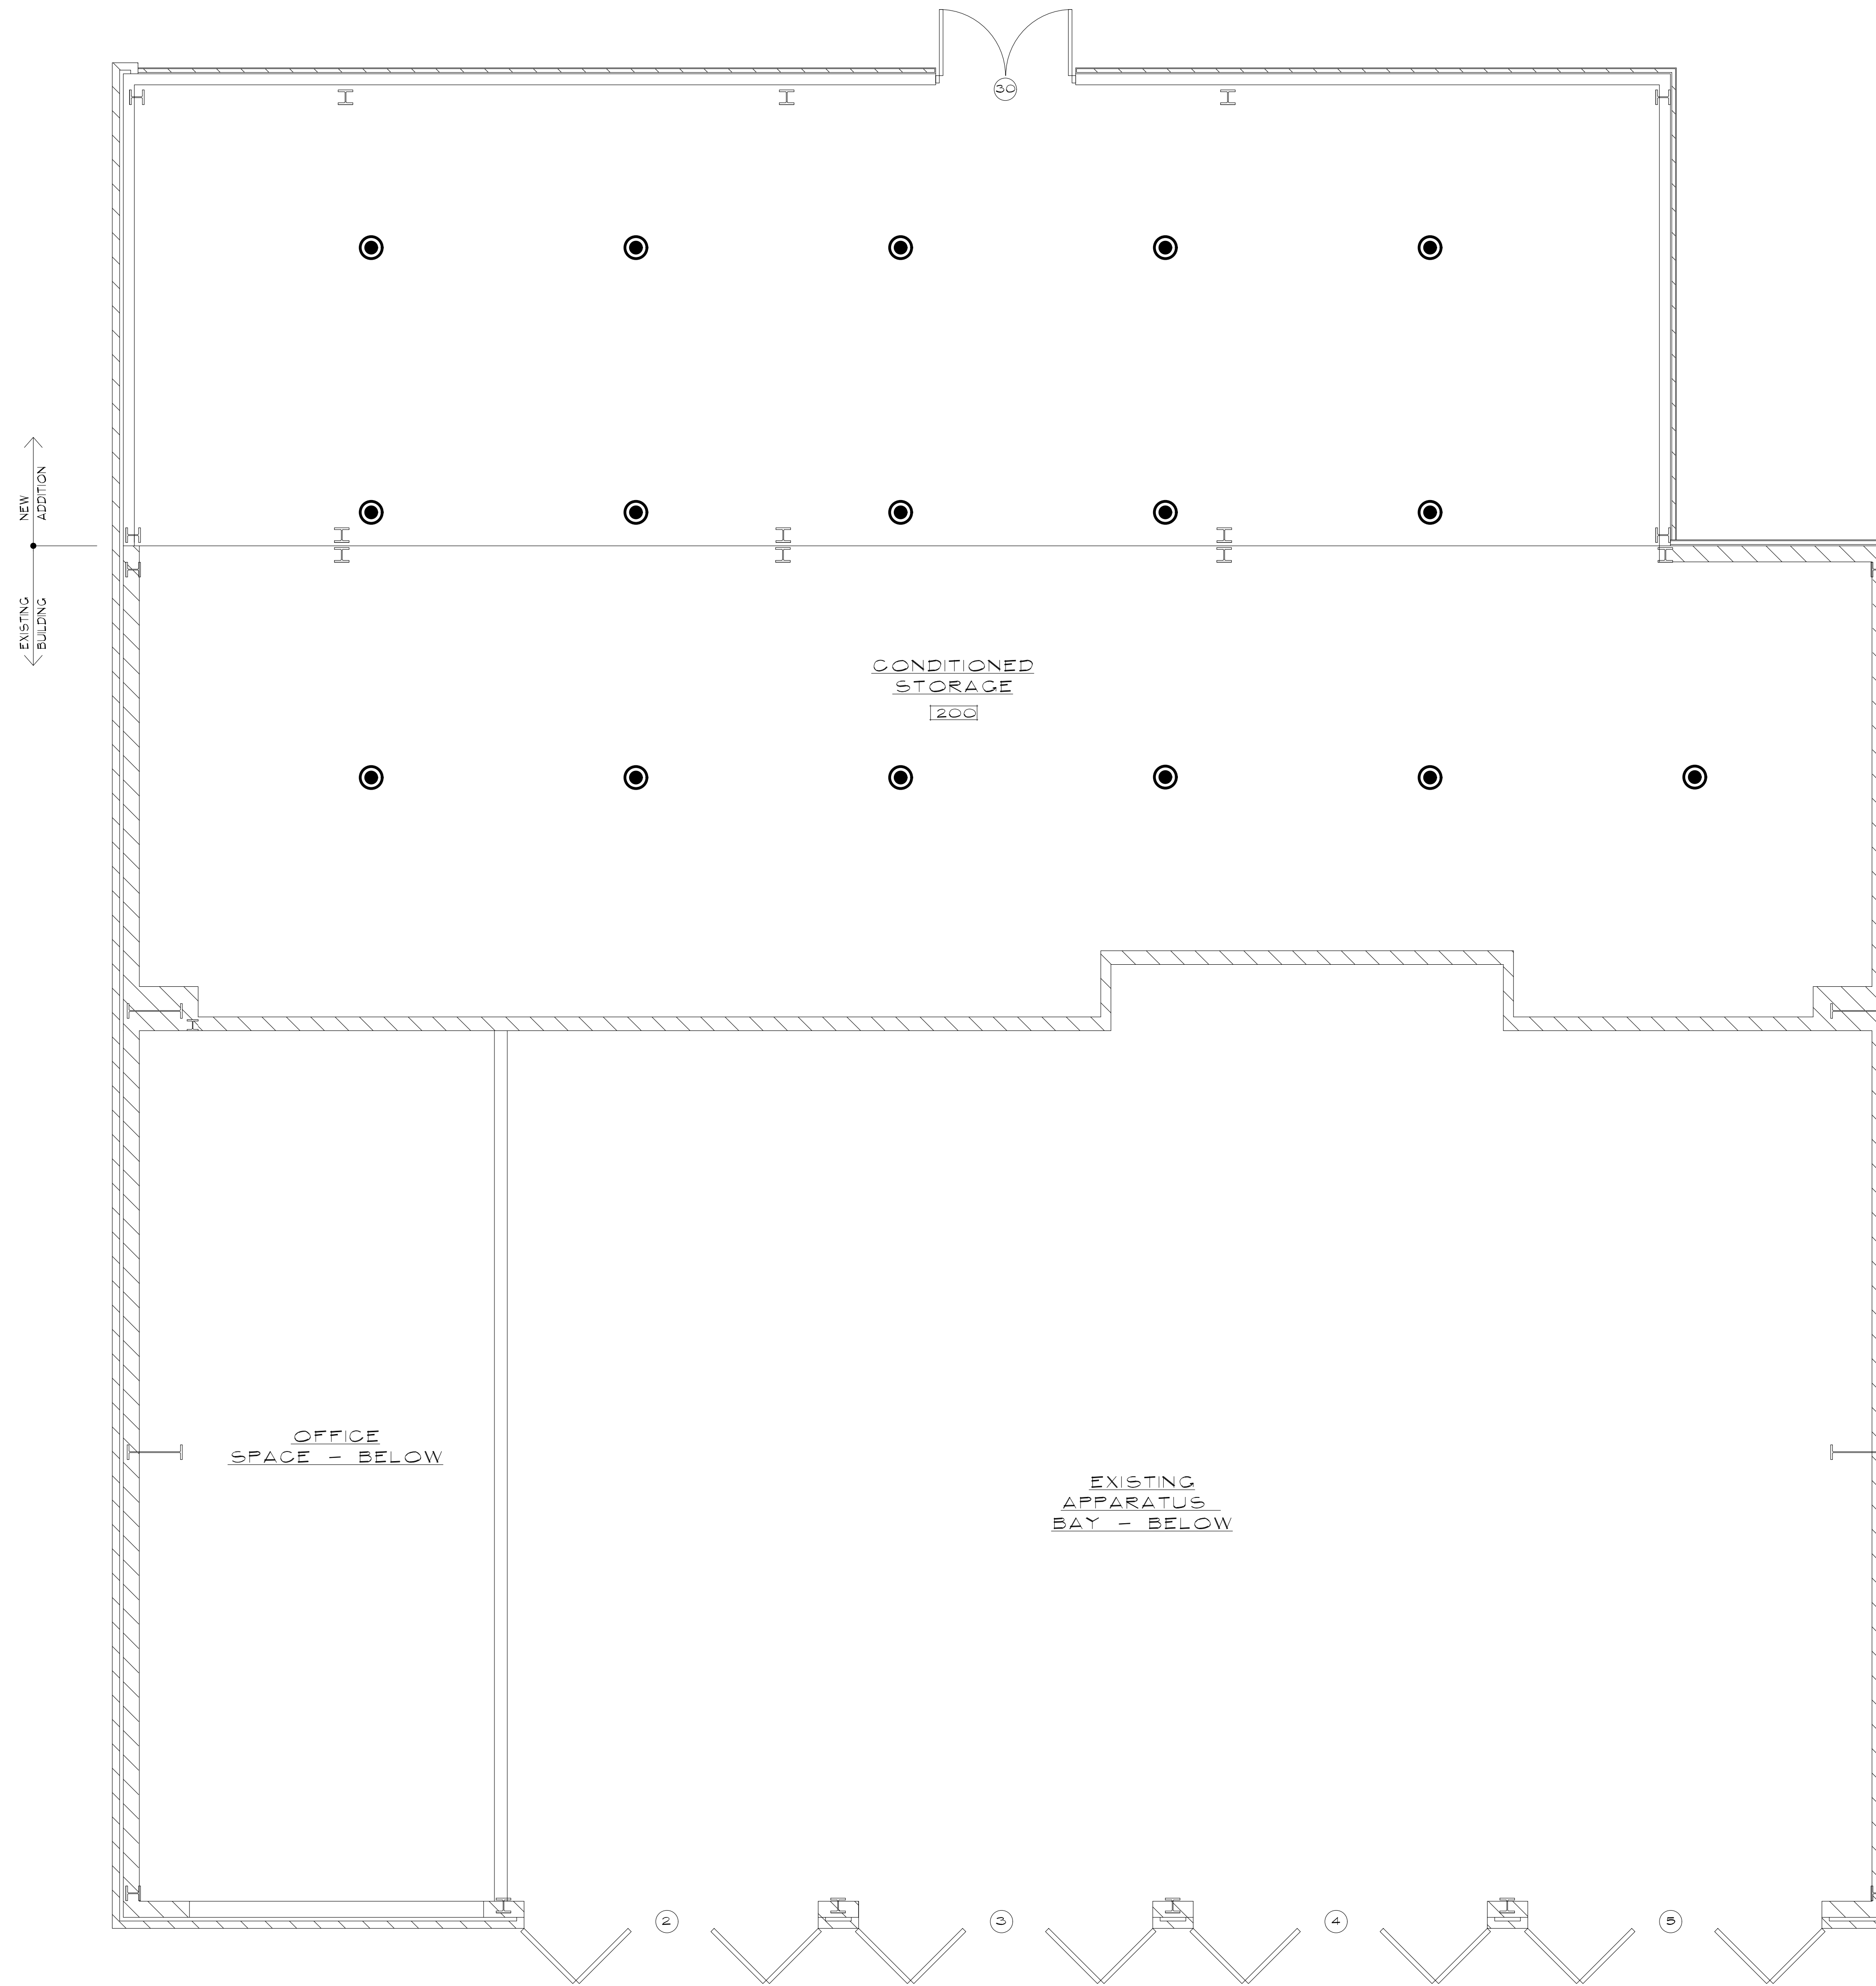 30
NEW
ADDITION
EXISTING
BUILDING
CONDITIONED
STORAGE
200
OFFICE
SPACE - BELOW
EXISTING
APPARATUS
BAY - BELOW
2
3
4
5